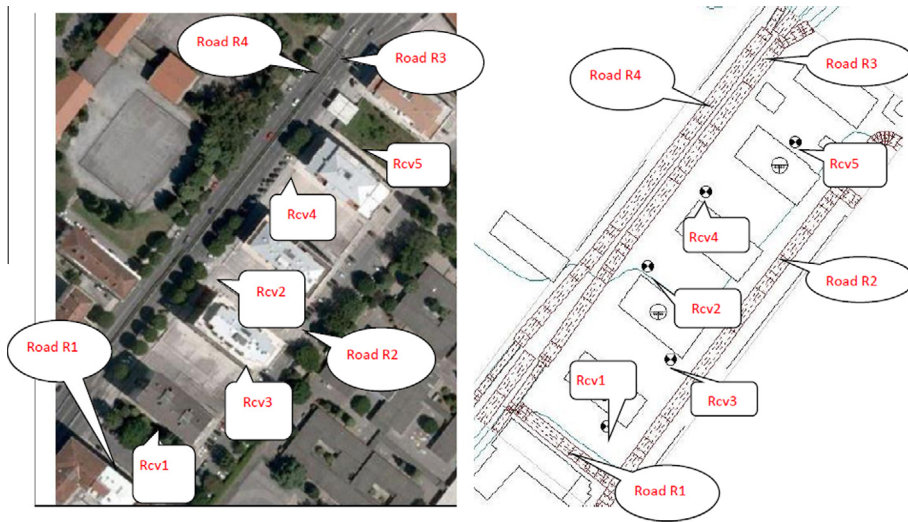 Road R4
Road R3
Rcv5
Rcv4
Rcv2
Road R1
Road R2
Rcv3
Rcv1
Road R4
Road R3
Rcv5
Rcv4
Road R2
Rcv2
Rcv1
Rcv3
Road R1